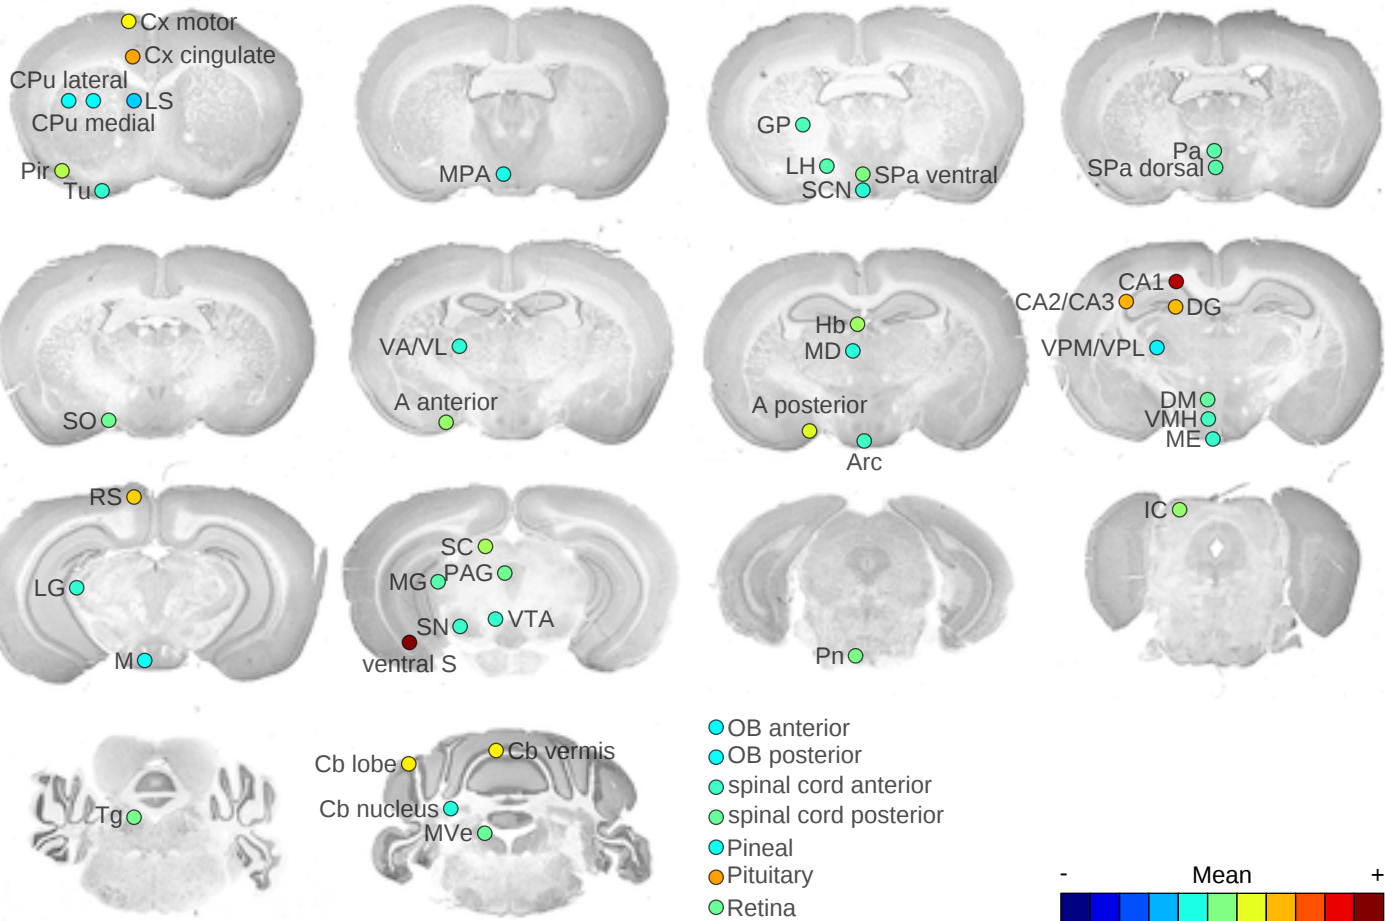 Cx motor
Cx cingulate
CPu lateral
LS
CPu medial
Pir
Tu
MPA
GP
LH
SPa ventral
SCN
Pa
SPa dorsal
SO
VA/VL
A anterior
Hb
MD
A posterior
Arc
CA1
CA2/CA3
DG
VPM/VPL
DM
VMH
ME
RS
LG
M
SC
MG
PAG
SN
VTA
ventral S
Pn
IC
Tg
Cb lobe
Cb vermis
Cb nucleus
MVe
OB anterior
OB posterior
spinal cord anterior
spinal cord posterior
Pineal
Pituitary
Retina
- Mean +